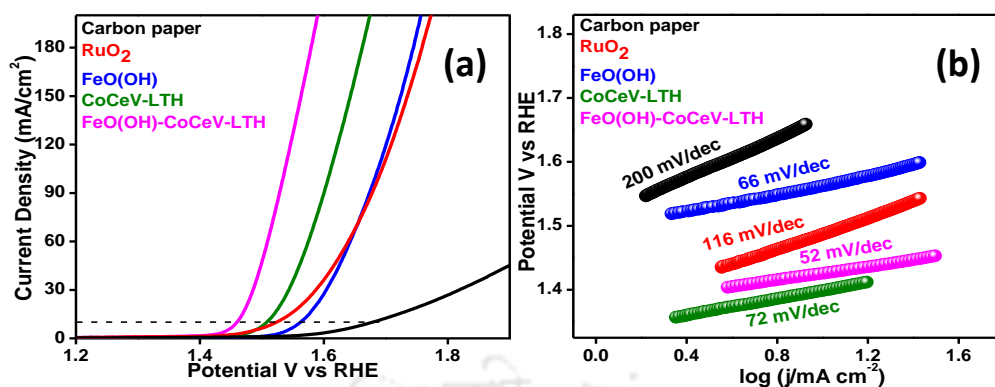 Carbon paper
RuO2
FeO(OH)
CoCeV-LTH
FeO(OH)-CoCeV-LTH
(a)
Current Density (mA/cm²)
180
150
120
90
60
30
0
1.2 1.4 1.6 1.8
Potential V vs RHE
Carbon paper
RuO₂
FeO(OH)
CoCeV-LTH
FeO(OH)-CoCeV-LTH
(b)
Potential V vs RHE
1.8
1.7
1.6
1.5
1.4
200 mV/dec
66 mV/dec
116 mV/dec
52 mV/dec
72 mV/dec
0.0 0.4 0.8 1.2 1.6
log (j/mA cm⁻²)